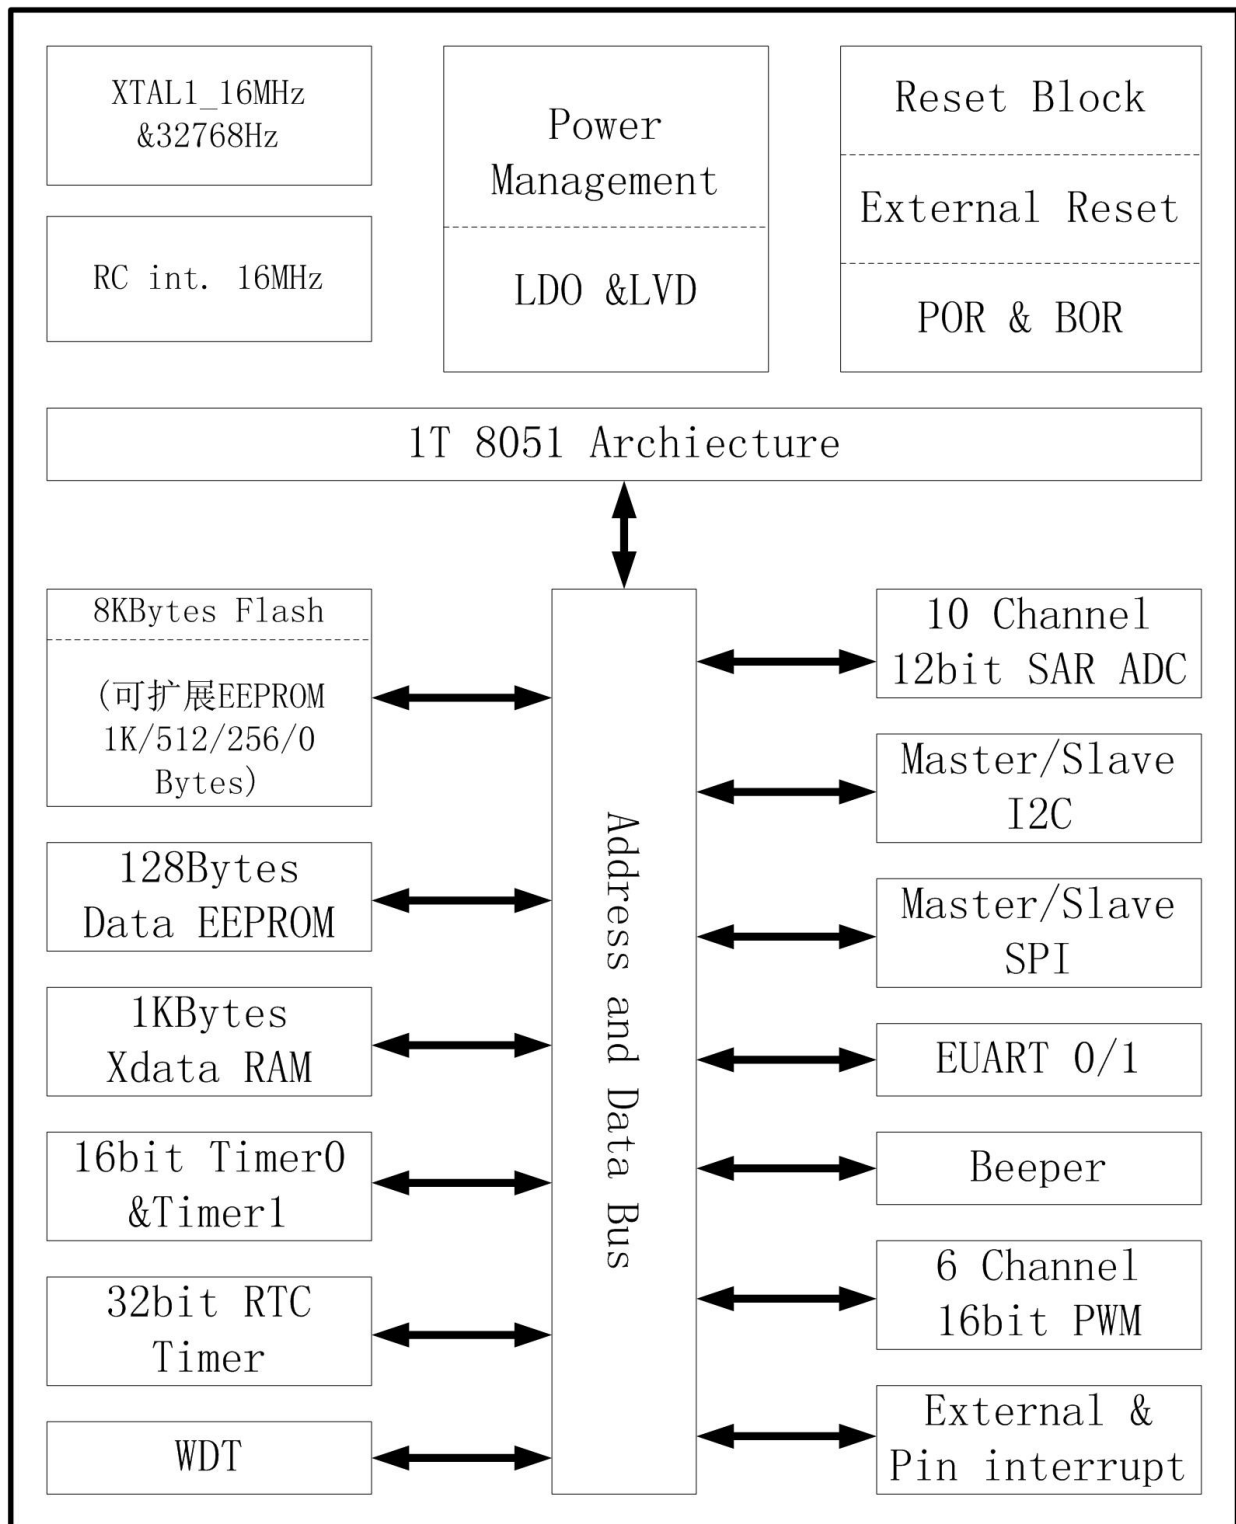 XTAL1_16MHz
&32768Hz
RC int. 16MHz
Power
Management
LDO &LVD
Reset Block
External Reset
POR & BOR
1T 8051 Archiecture
8KBytes Flash
(可扩展EEPROM
1K/512/256/0
Bytes)
128Bytes
Data EEPROM
1KBytes
Xdata RAM
16bit Timer0
&Timer1
32bit RTC
Timer
WDT
Address and Data Bus
10 Channel
12bit SAR ADC
Master/Slave
I2C
Master/Slave
SPI
EUART 0/1
Beeper
6 Channel
16bit PWM
External &
Pin interrupt